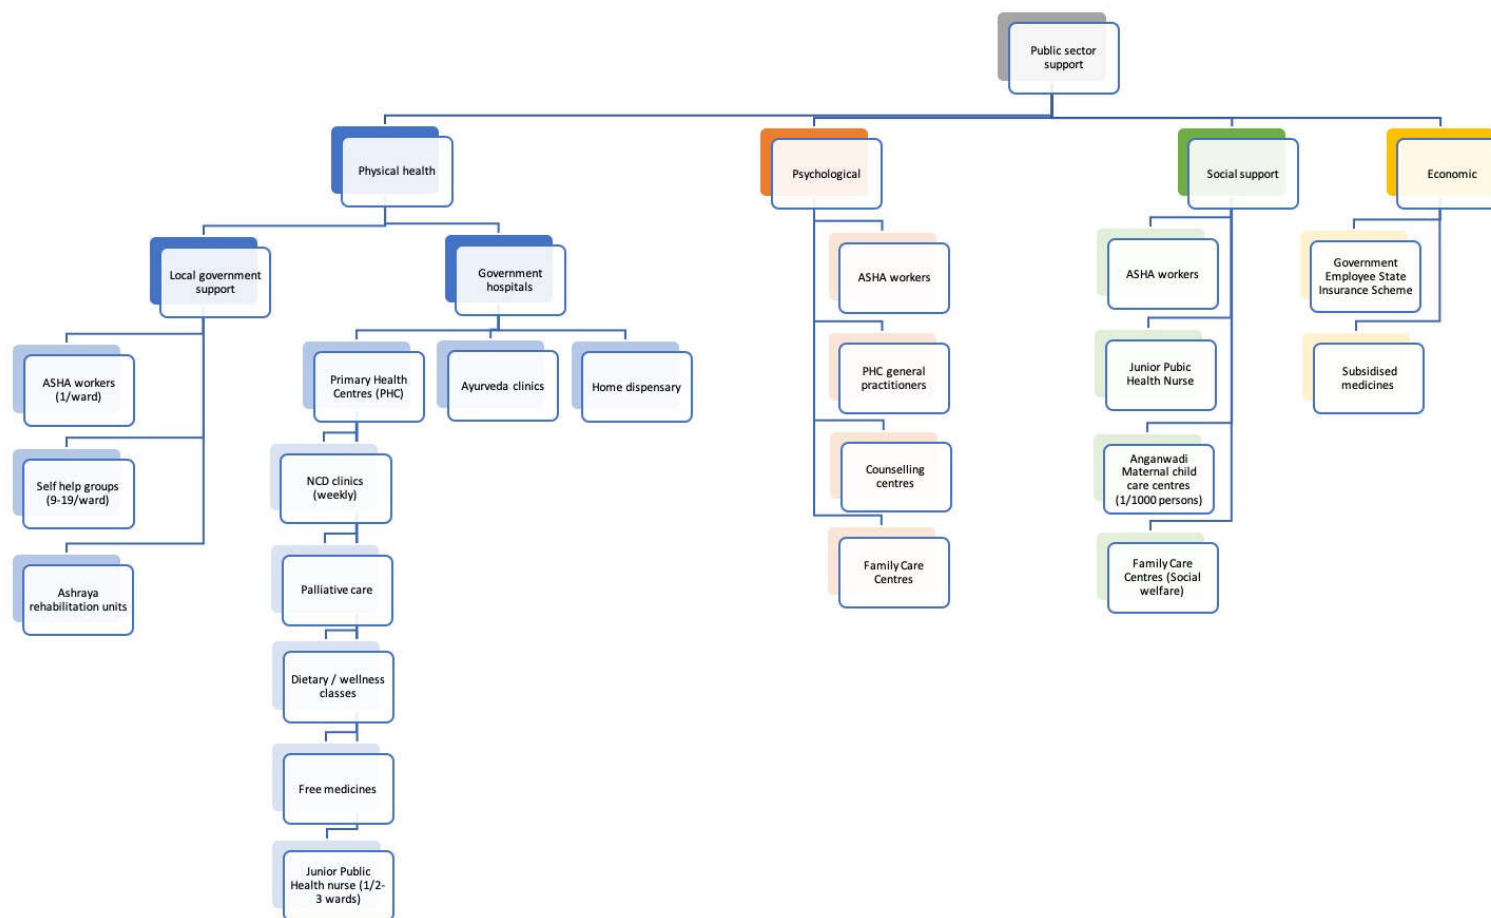 Public sector
support
Physical health
Psychological
Social support
Economic
Local government
support
Government
hospitals
ASHA workers
(1/ward)
Self help groups
(9-19/ward)
Ashraya
rehabilitation units
Primary Health
Centres (PHC)
Ayurveda clinics
Home dispensary
NCD clinics
(weekly)
Palliative care
Dietary / wellness
classes
Free medicines
Junior Public
Health nurse (1/2-
3 wards)
ASHA workers
PHC general
practitioners
Counselling
centres
Family Care
Centres
ASHA workers
Junior Pubic
Health Nurse
Anganwadi
Maternal child
care centres
(1/1000 persons)
Family Care
Centres (Social
welfare)
Government
Employee State
Insurance Scheme
Subsidised
medicines